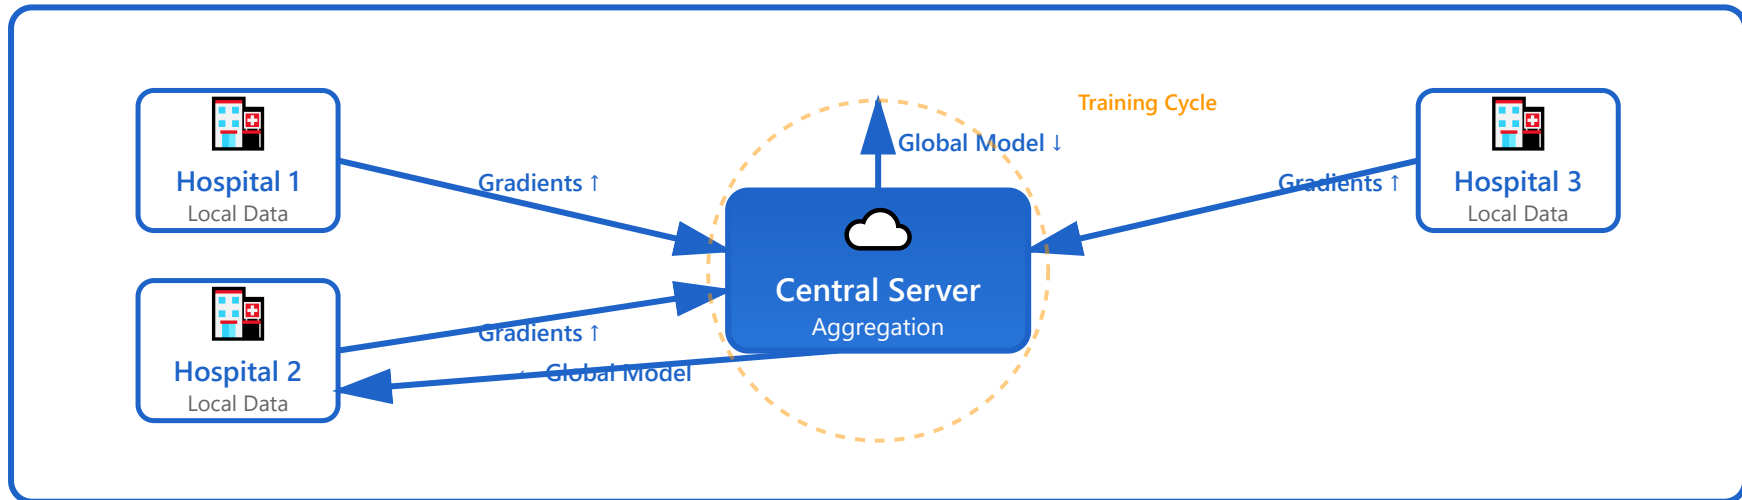 Training Cycle
Global Model ↓
Hospital 1
Local Data
Gradients ↑
Gradients ↑
Hospital 3
Local Data
Central Server
Aggregation
Gradients ↑
Hospital 2
Local Data
← Global Model